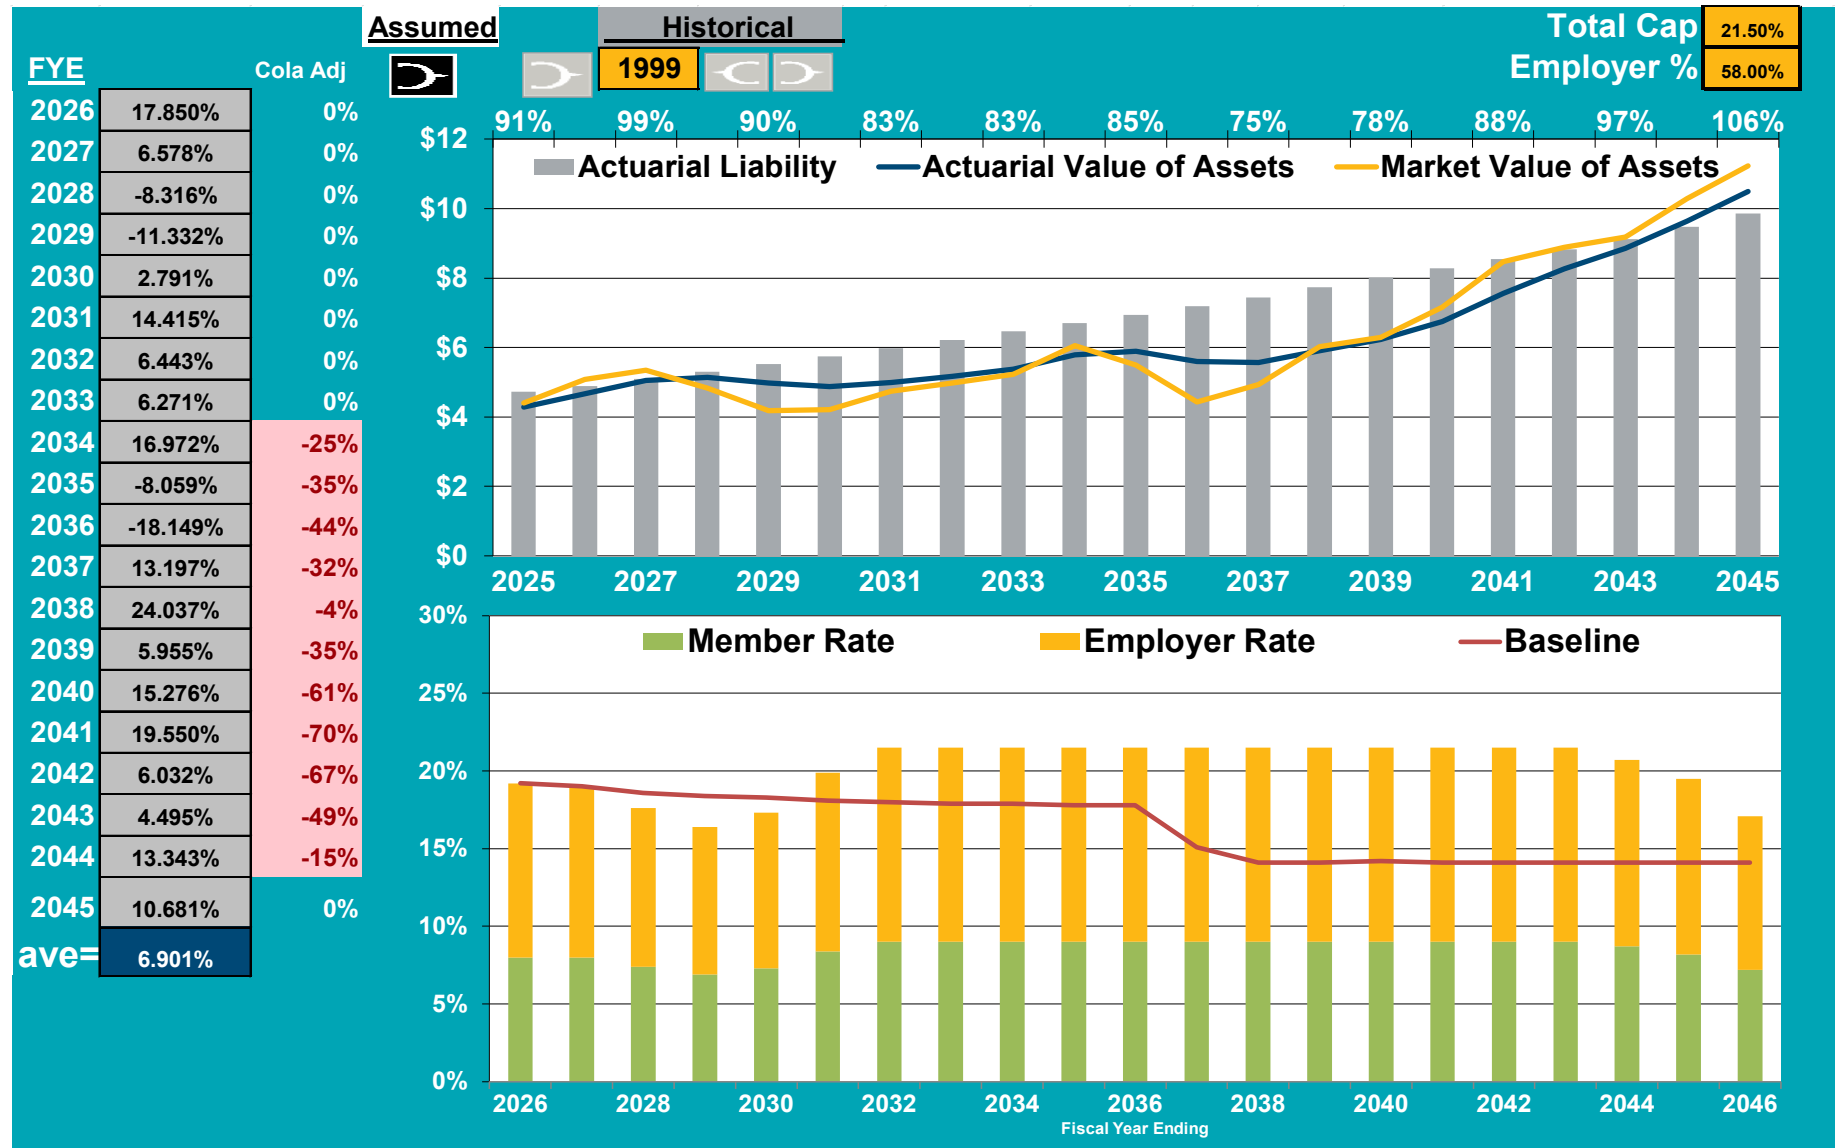 Assumed Historical Total Cap 21.50%
FYE Cola Adj 1999 Employer % 58.00%
2026 17.850% 0%
2027 6.578% 0%
2028 -8.316% 0%
2029 -11.332% 0%
2030 2.791% 0%
2031 14.415% 0%
2032 6.443% 0%
2033 6.271% 0%
2034 16.972% -25%
2035 -8.059% -35%
2036 -18.149% -44%
2037 13.197% -32%
2038 24.037% -4%
2039 5.955% -35%
2040 15.276% -61%
2041 19.550% -70%
2042 6.032% -67%
2043 4.495% -49%
2044 13.343% -15%
2045 10.681% 0%
ave= 6.901%
91% 99% 90% 83% 83% 85% 75% 78% 88% 97% 106%
Actuarial Liability Actuarial Value of Assets Market Value of Assets
$12
$10
$8
$6
$4
$2
$0
2025 2027 2029 2031 2033 2035 2037 2039 2041 2043 2045
Member Rate Employer Rate Baseline
30%
25%
20%
15%
10%
5%
0%
2026 2028 2030 2032 2034 2036 2038 2040 2042 2044 2046
Fiscal Year Ending